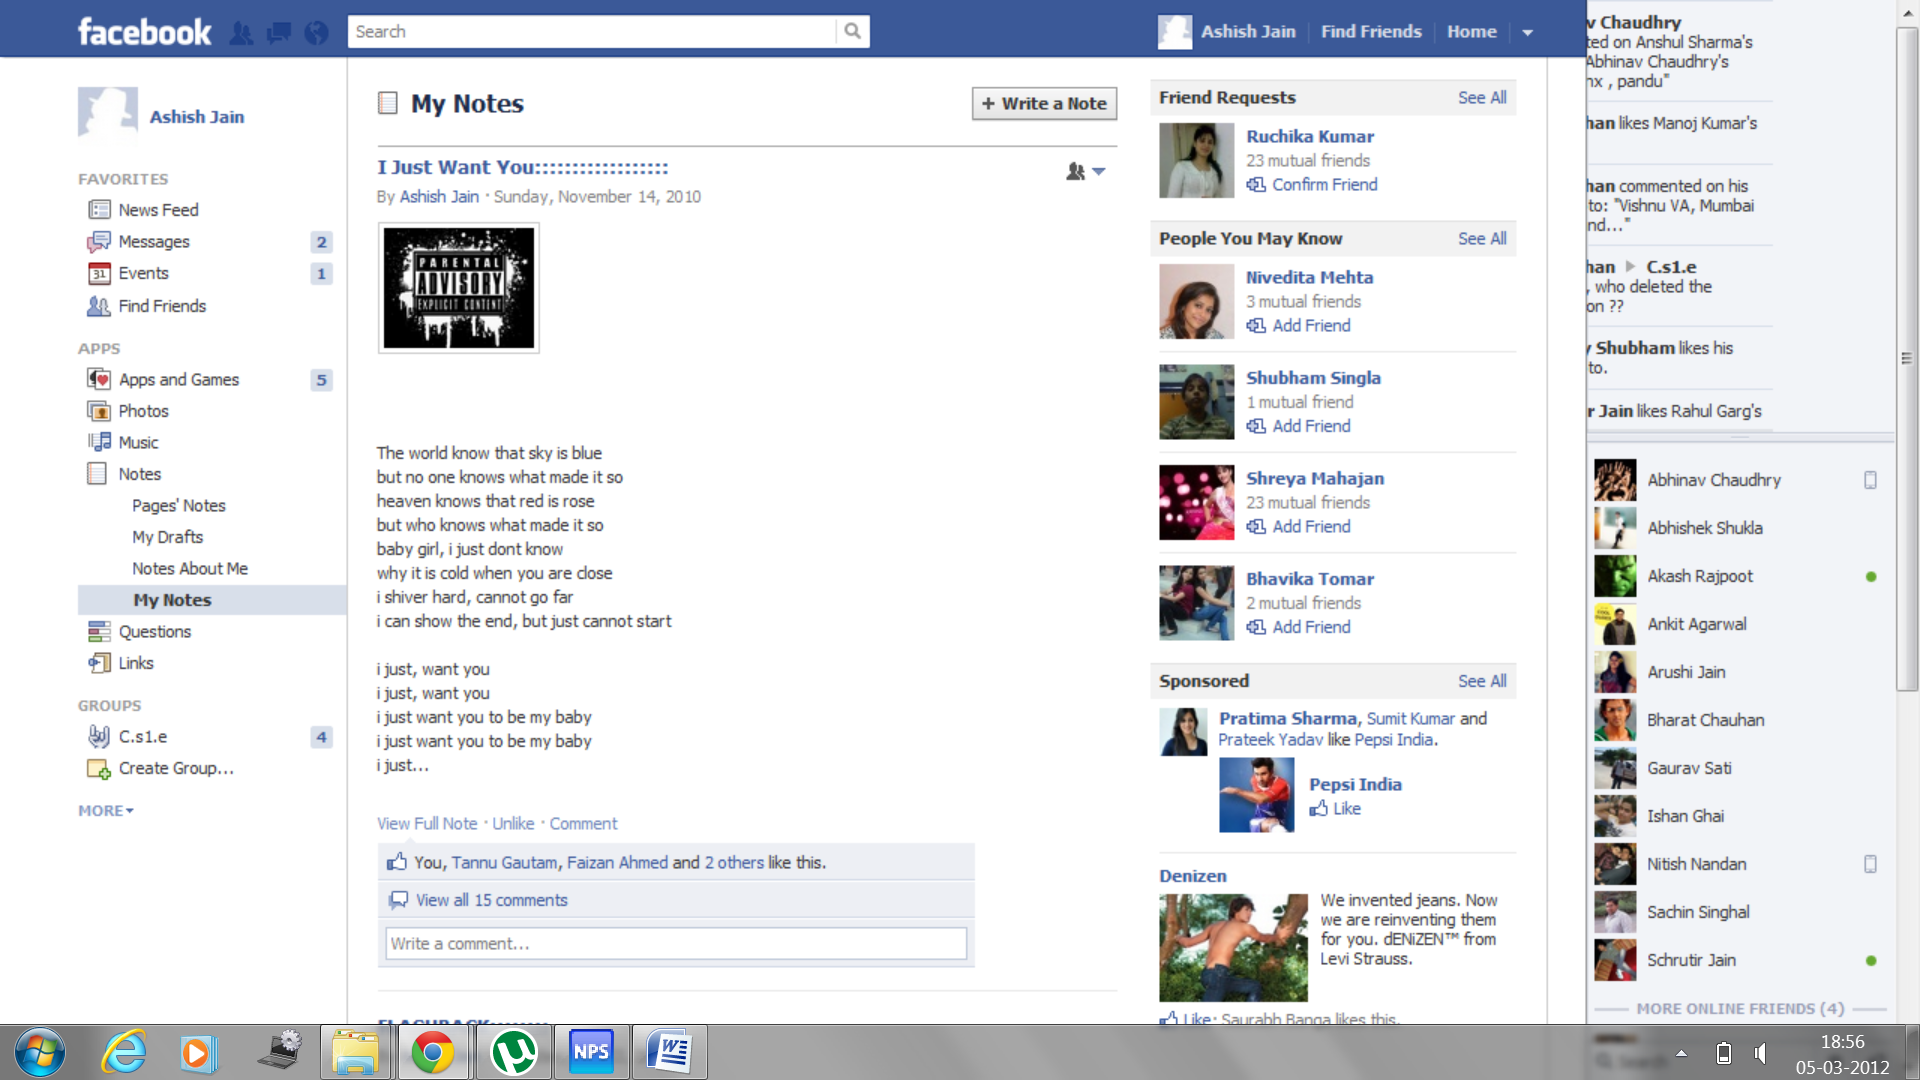 facebook
Search
Ashish Jain
Find Friends
Home
Ashish Jain
FAVORITES
News Feed
Messages 2
Events 1
Find Friends
APPS
Apps and Games 5
Photos
Music
Notes
Pages' Notes
My Drafts
Notes About Me
My Notes
Questions
Links
GROUPS
C.s1.e 4
Create Group...
MORE
My Notes
+ Write a Note
I Just Want You::::::::::::::::::
By Ashish Jain · Sunday, November 14, 2010
PARENTAL
ADVISORY
EXPLICIT CONTENT
The world know that sky is blue
but no one knows what made it so
heaven knows that red is rose
but who knows what made it so
baby girl, i just dont know
why it is cold when you are close
i shiver hard, cannot go far
i can show the end, but just cannot start
i just, want you
i just, want you
i just want you to be my baby
i just want you to be my baby
i just...
View Full Note · Unlike · Comment
You, Tannu Gautam, Faizan Ahmed and 2 others like this.
View all 15 comments
Write a comment...
Friend Requests See All
Ruchika Kumar
23 mutual friends
Confirm Friend
People You May Know See All
Nivedita Mehta
3 mutual friends
Add Friend
Shubham Singla
1 mutual friend
Add Friend
Shreya Mahajan
23 mutual friends
Add Friend
Bhavika Tomar
2 mutual friends
Add Friend
Sponsored See All
Pratima Sharma, Sumit Kumar and
Prateek Yadav like Pepsi India.
Pepsi India
Like
Denizen
We invented jeans. Now
we are reinventing them
for you. dENiZEN™ from
Levi Strauss.
Like · Saurabh Banga likes this.
v Chaudhry
ted on Anshul Sharma's
Abhinav Chaudhry's
nx , pandu"
han likes Manoj Kumar's
han commented on his
to: "Vishnu VA, Mumbai
nd..."
han C.s1.e
, who deleted the
on ??
y Shubham likes his
to.
r Jain likes Rahul Garg's
Abhinav Chaudhry
Abhishek Shukla
Akash Rajpoot
Ankit Agarwal
Arushi Jain
Bharat Chauhan
Gaurav Sati
Ishan Ghai
Nitish Nandan
Sachin Singhal
Schrutir Jain
MORE ONLINE FRIENDS (4)
NPS
18:56
05-03-2012